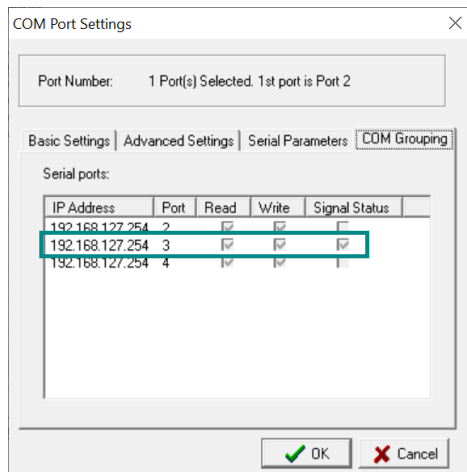 COM Port Settings
Port Number: 1 Port(s) Selected. 1st port is Port 2
Basic Settings Advanced Settings Serial Parameters COM Grouping
Serial ports:
IP Address Port Read Write Signal Status
192.168.127.254 2
192.168.127.254 3
192.168.127.254 4
OK Cancel